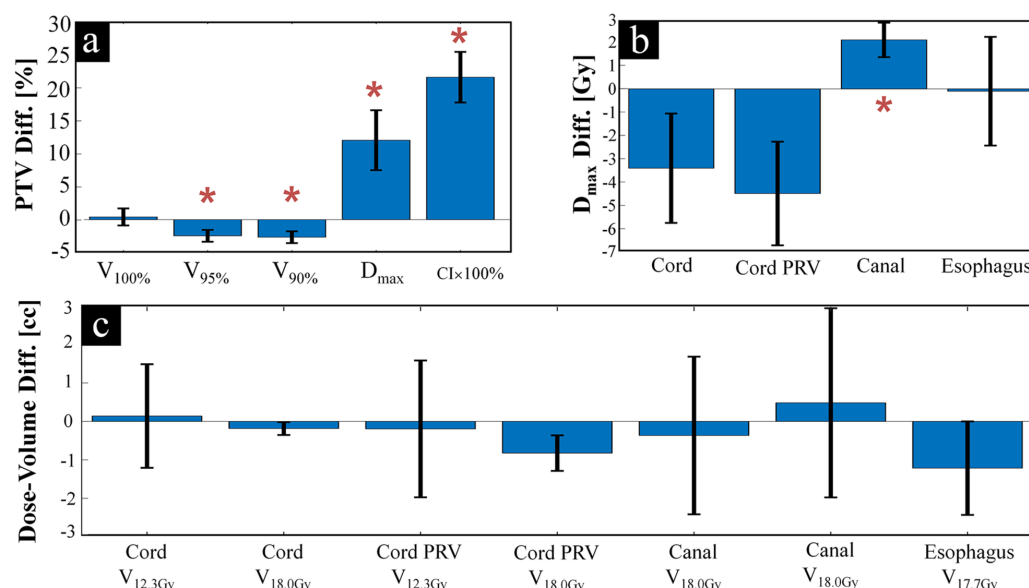 a
PTV Diff. [%]
30
25
20
15
10
5
0
-5
*
*
*
*
V100%
V95%
V90%
Dmax
CI×100%
b
Dmax Diff. [Gy]
3
2
1
0
-1
-2
-3
-4
-5
-6
-7
*
Cord
Cord PRV
Canal
Esophagus
c
Dose-Volume Diff. [cc]
3
2
1
0
-1
-2
-3
Cord
V12.3Gy
Cord
V18.0Gy
Cord PRV
V12.3Gy
Cord PRV
V18.0Gy
Canal
V18.0Gy
Canal
V18.0Gy
Esophagus
V17.7Gy